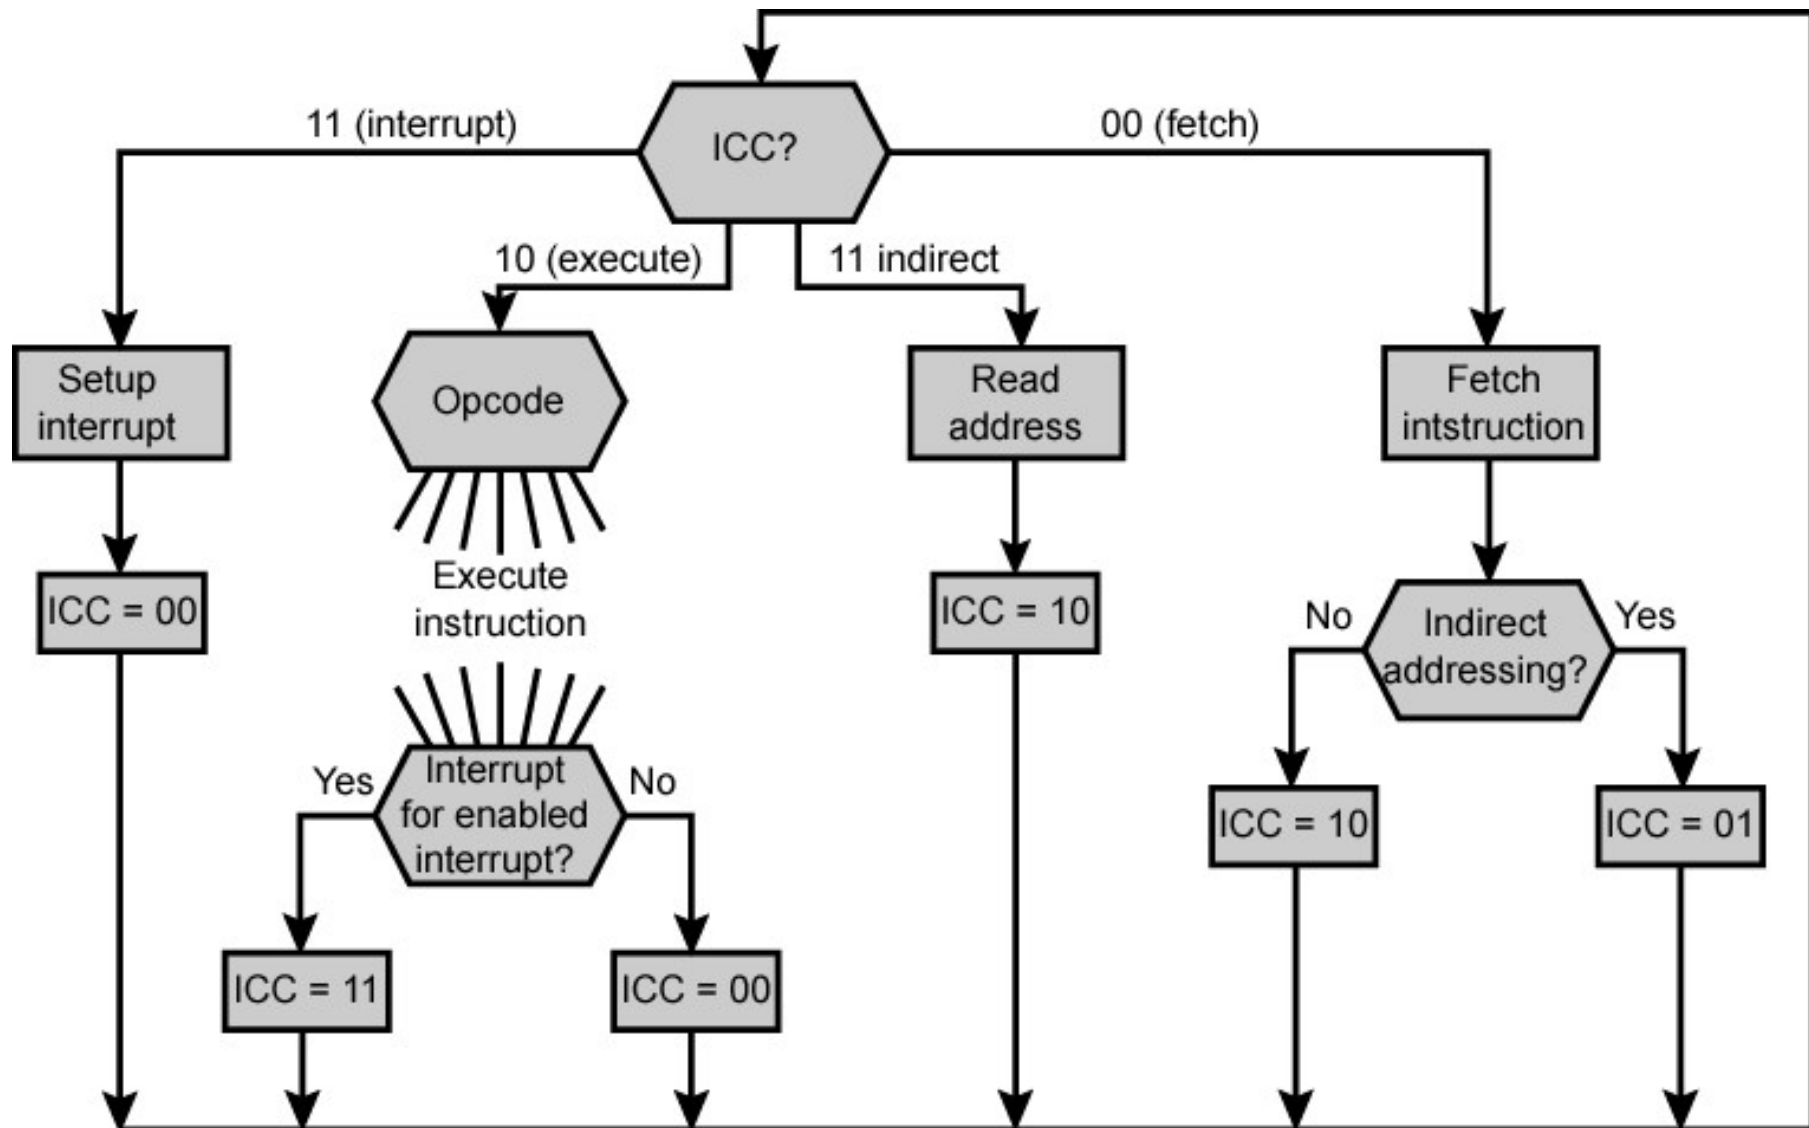 11 (interrupt)
ICC?
00 (fetch)
10 (execute)
11 indirect
Setup
interrupt
Opcode
Read
address
Fetch
intstruction
ICC = 00
Execute
instruction
ICC = 10
No
Indirect
addressing?
Yes
Yes
Interrupt
for enabled
interrupt?
No
ICC = 10
ICC = 01
ICC = 11
ICC = 00